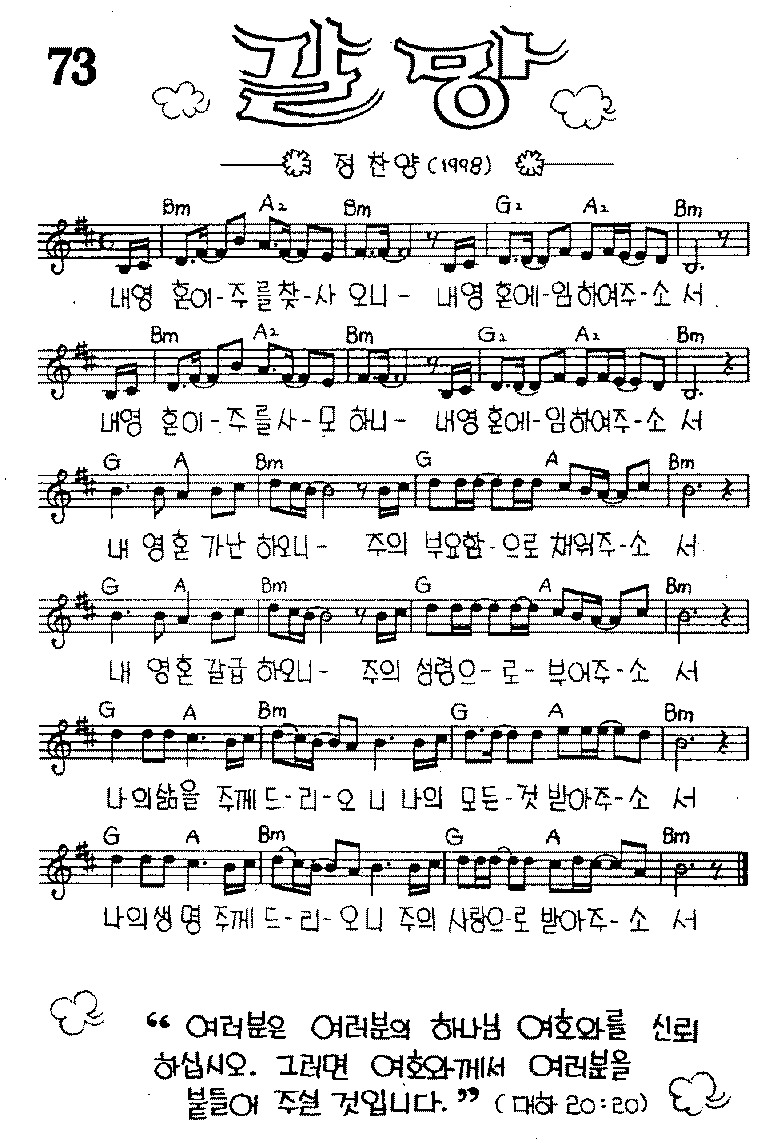 73
갈망
정찬양(1998)
Bm A2 Bm G2 A2 Bm
내영 혼이-주를찾-사 오니- 내영 혼에-임하여주-소 서
Bm A2 Bm G2 A2 Bm
내영 혼이-주를사-모 하니- 내영 혼에-임하여주-소 서
G A Bm G A Bm
내 영혼 가난 하오니- 주의 부요함-으로 채워주-소 서
G A Bm G A Bm
내 영혼 갈급 하오니- 주의 성령으-로-부어주-소 서
G A Bm G A Bm
나의삶을 주께 드-리-오 니 나의 모든-것 받아주-소 서
G A Bm G A Bm
나의생명 주께 드-리-오니 주의 사랑으-로 받아주-소 서
“ 여러분은 여러분의 하나님 여호와를 신뢰
하십시오. 그러면 여호와께서 여러분을
붙들어 주실 것입니다.” (대하 20:20)